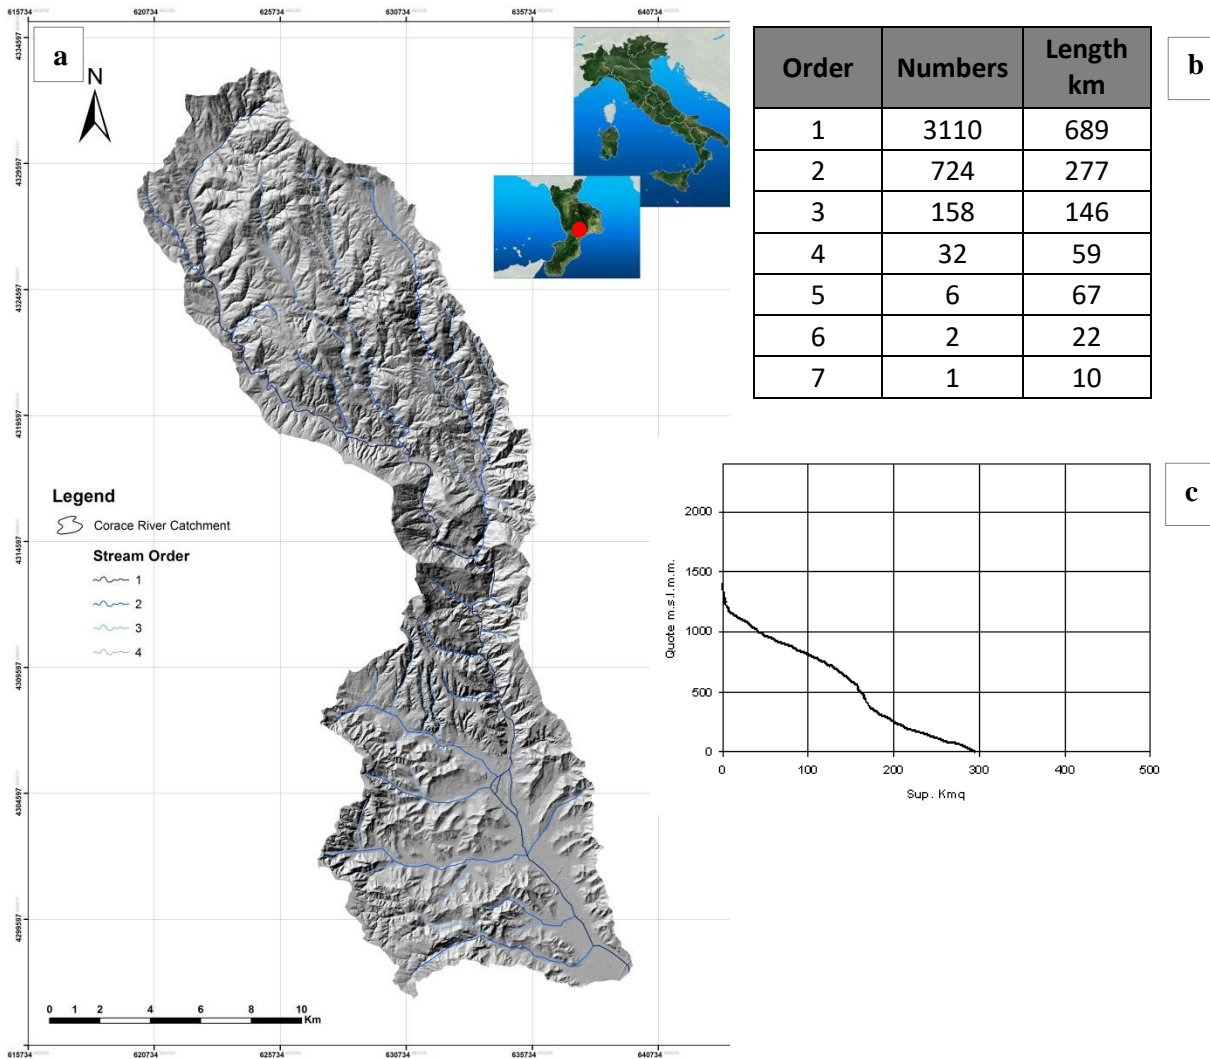 615734
620734
625734
630734
635734
640734
a
N
4334597
4329597
4324597
4319597
4314597
4309597
4304597
4299597
Legend
Corace River Catchment
Stream Order
1
2
3
4
0 1 2 4 6 8 10
Km
615734
620734
625734
630734
635734
640734
b
Order Numbers Length
km
1 3110 689
2 724 277
3 158 146
4 32 59
5 6 67
6 2 22
7 1 10
c
Quote m.s.l.m.m.
2000
1500
1000
500
0
0 100 200 300 400 500
Sup. Kmq